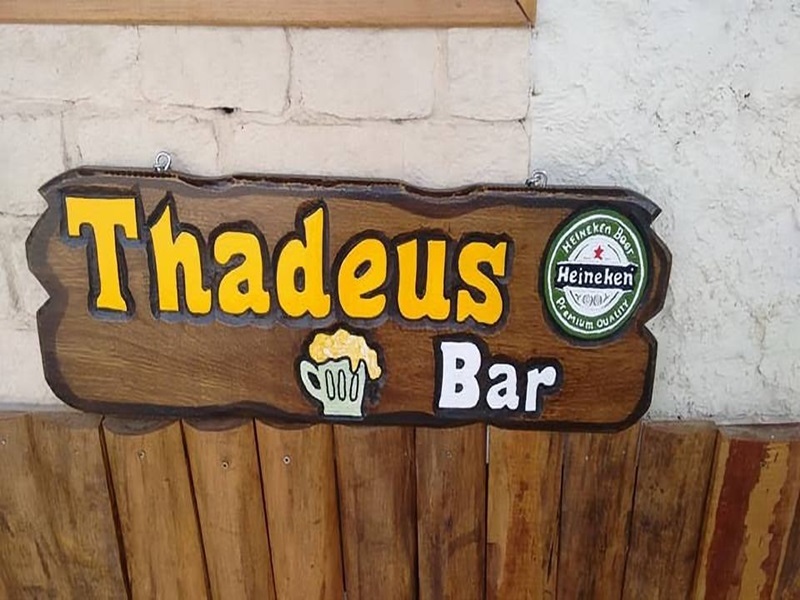 Thadeus
Bar
HEINEKEN Beer
Heineken
PREMIUM QUALITY